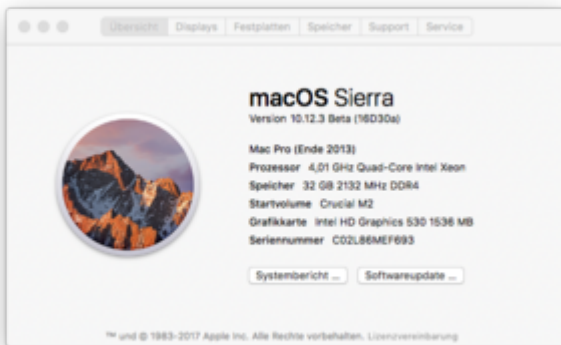 Übersicht Displays Festplatten Speicher Support Service
macOS Sierra
Version 10.12.3 Beta (16D30a)
Mac Pro (Ende 2013)
Prozessor 4,01 GHz Quad-Core Intel Xeon
Speicher 32 GB 2132 MHz DDR4
Startvolume Crucial M2
Grafikkarte Intel HD Graphics 530 1536 MB
Seriennummer C02L86MEF693
Systembericht ...
Softwareupdate ...
™ und © 1983-2017 Apple Inc. Alle Rechte vorbehalten. Lizenzvereinbarung